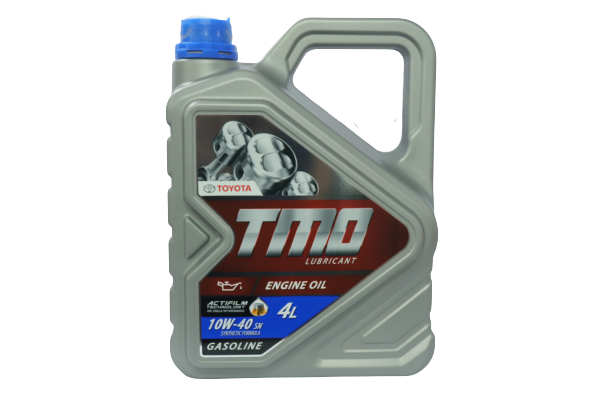 TOYOTA
TMO
LUBRICANT
ENGINE OIL
ACTIFILM
TECHNOLOGY
4L
10W-40 SN
SYNTHETIC FORMULA
GASOLINE